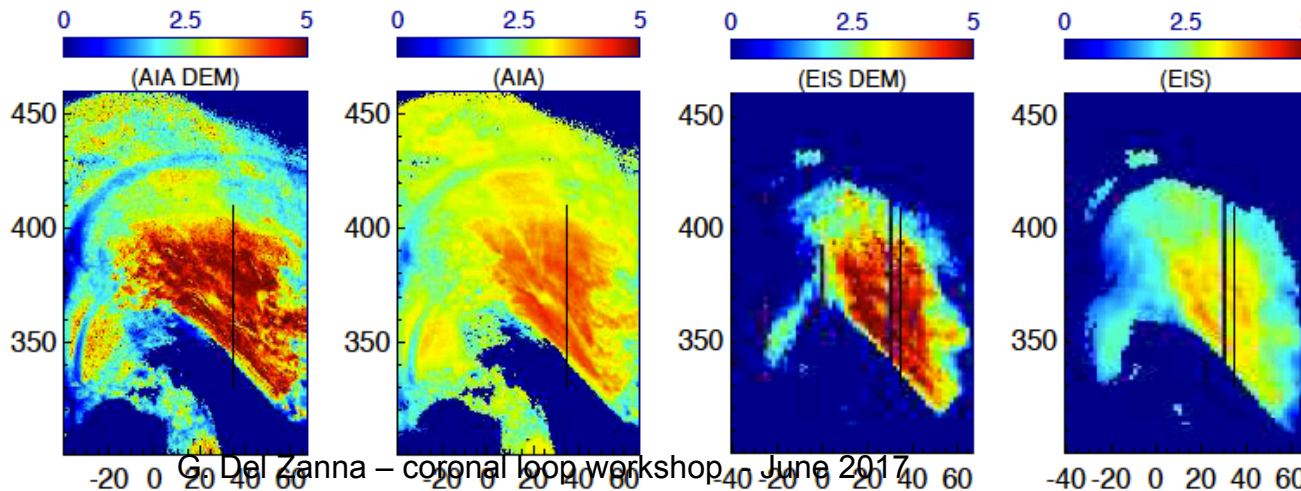 0 2.5 5 0 2.5 5 0 2.5 5 0 2.5 5
(AIA DEM) (AIA) (EIS DEM) (EIS)
450 450 450 450
400 400 400 400
350 350 350 350
G. Del Zanna – coronal loop workshop - June 2017
-20 0 20 40 60 -20 0 20 40 60 -40 -20 0 20 40 60 -40 -20 0 20 40 60